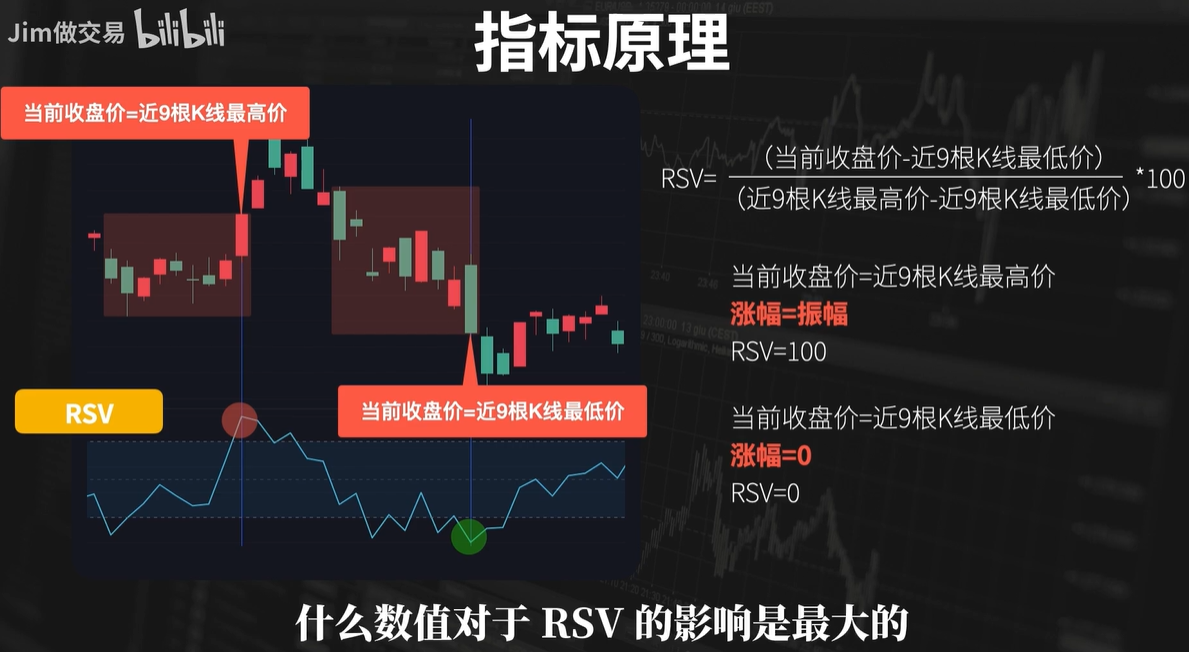 Jim做交易 bilibili
指标原理
当前收盘价=近9根K线最高价
RSV=
（当前收盘价-近9根K线最低价）
（近9根K线最高价-近9根K线最低价）
*100
当前收盘价=近9根K线最高价
涨幅=振幅
RSV=100
当前收盘价=近9根K线最低价
RSV
当前收盘价=近9根K线最低价
涨幅=0
RSV=0
什么数值对于 RSV 的影响是最大的